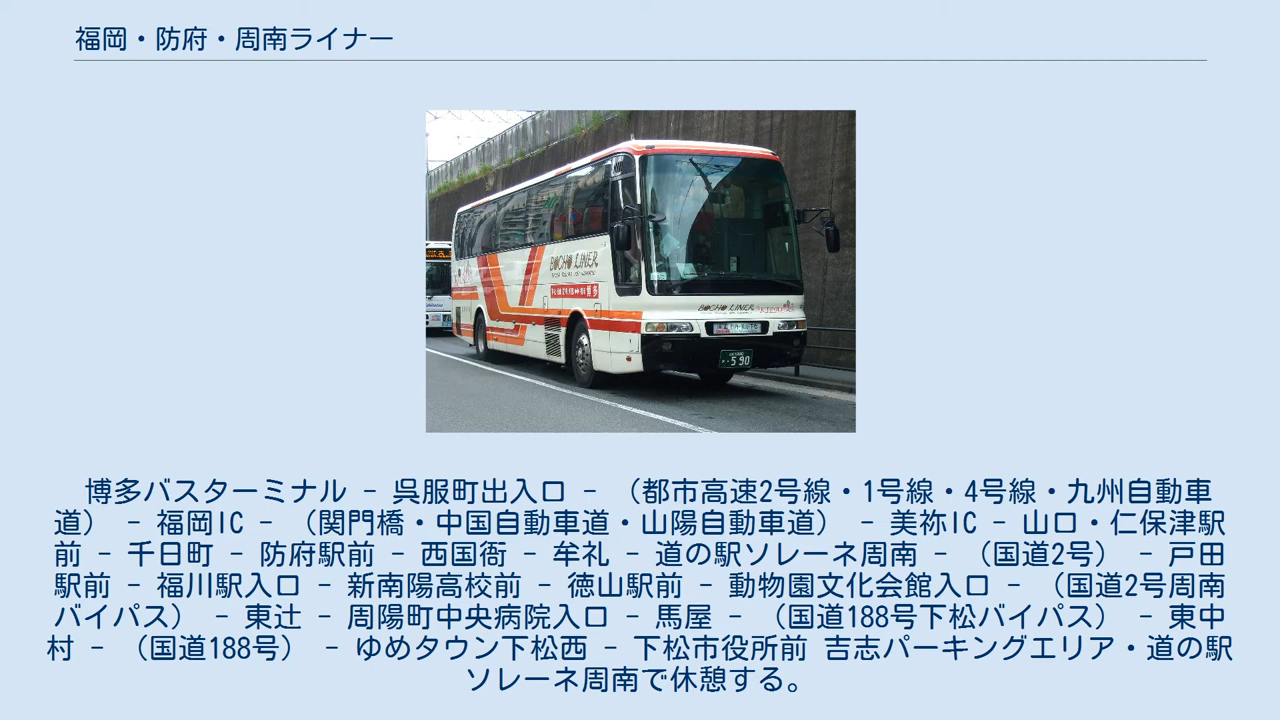 福岡・防府・周南ライナー
BOCHO LINER
BOCHO LINER
590
博多バスターミナル - 呉服町出入口 - （都市高速2号線・1号線・4号線・九州自動車
道） - 福岡IC - （関門橋・中国自動車道・山陽自動車道） - 美祢IC - 山口・仁保津駅
前 - 千日町 - 防府駅前 - 西国衙 - 牟礼 - 道の駅ソレーネ周南 - （国道2号） - 戸田
駅前 - 福川駅入口 - 新南陽高校前 - 徳山駅前 - 動物園文化会館入口 - （国道2号周南
バイパス） - 東辻 - 周陽町中央病院入口 - 馬屋 - （国道188号下松バイパス） - 東中
村 - （国道188号） - ゆめタウン下松西 - 下松市役所前 吉志パーキングエリア・道の駅
ソレーネ周南で休憩する。